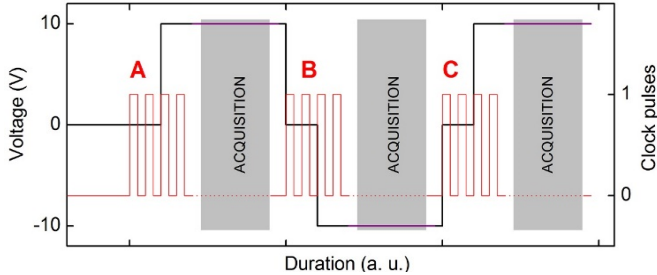 10
0
-10
Voltage (V)
A
B
C
ACQUISITION
ACQUISITION
ACQUISITION
1
0
Clock pulses
Duration (a. u.)